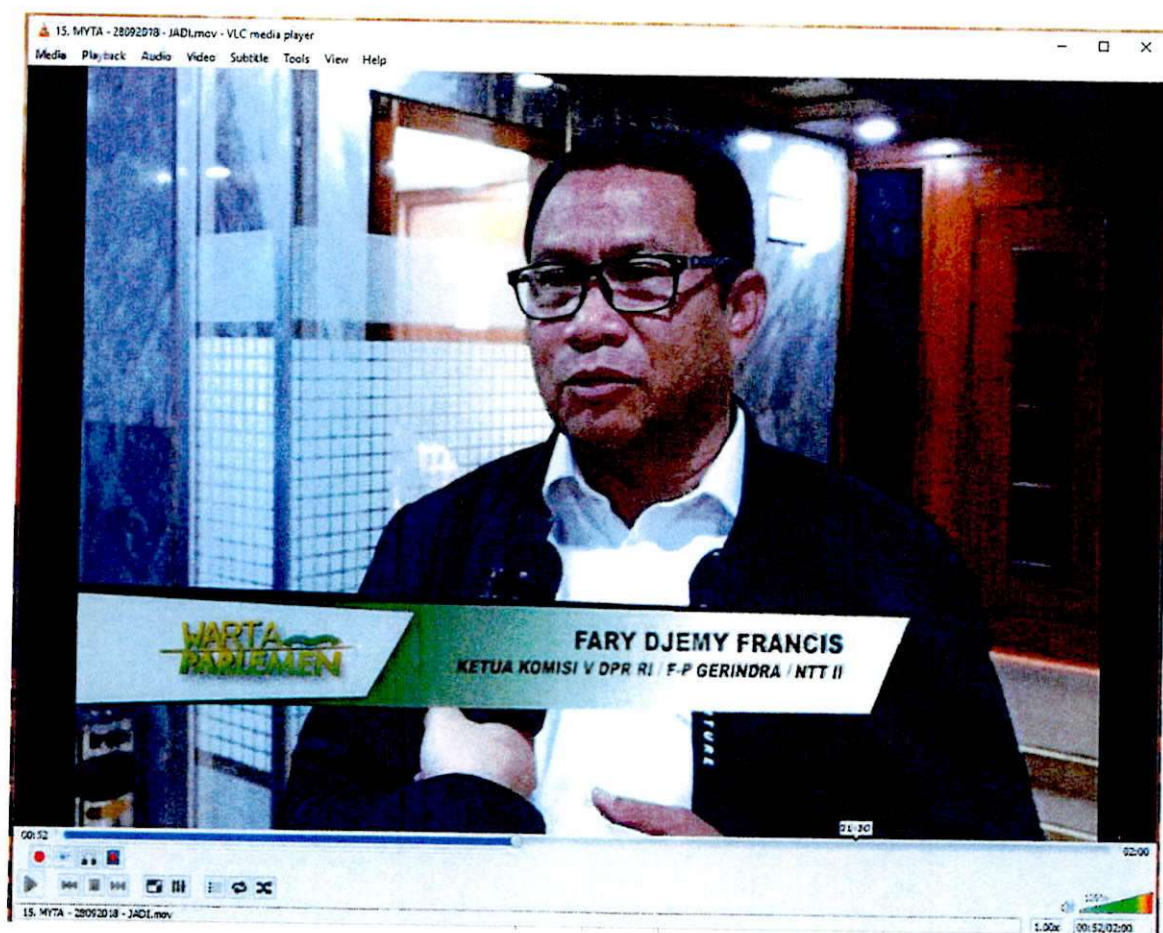 15. MYTA - 28092018 - JADI.mov - VLC media player
Media Playback Audio Video Subtitle Tools View Help
WARTA
PARLEMEN
FARY DJEMY FRANCIS
KETUA KOMISI V DPR RI / F-P GERINDRA / NTT II
TURE
00:52
02:00
15. MYTA - 28092018 - JADI.mov
1.00x 00:52/02:00